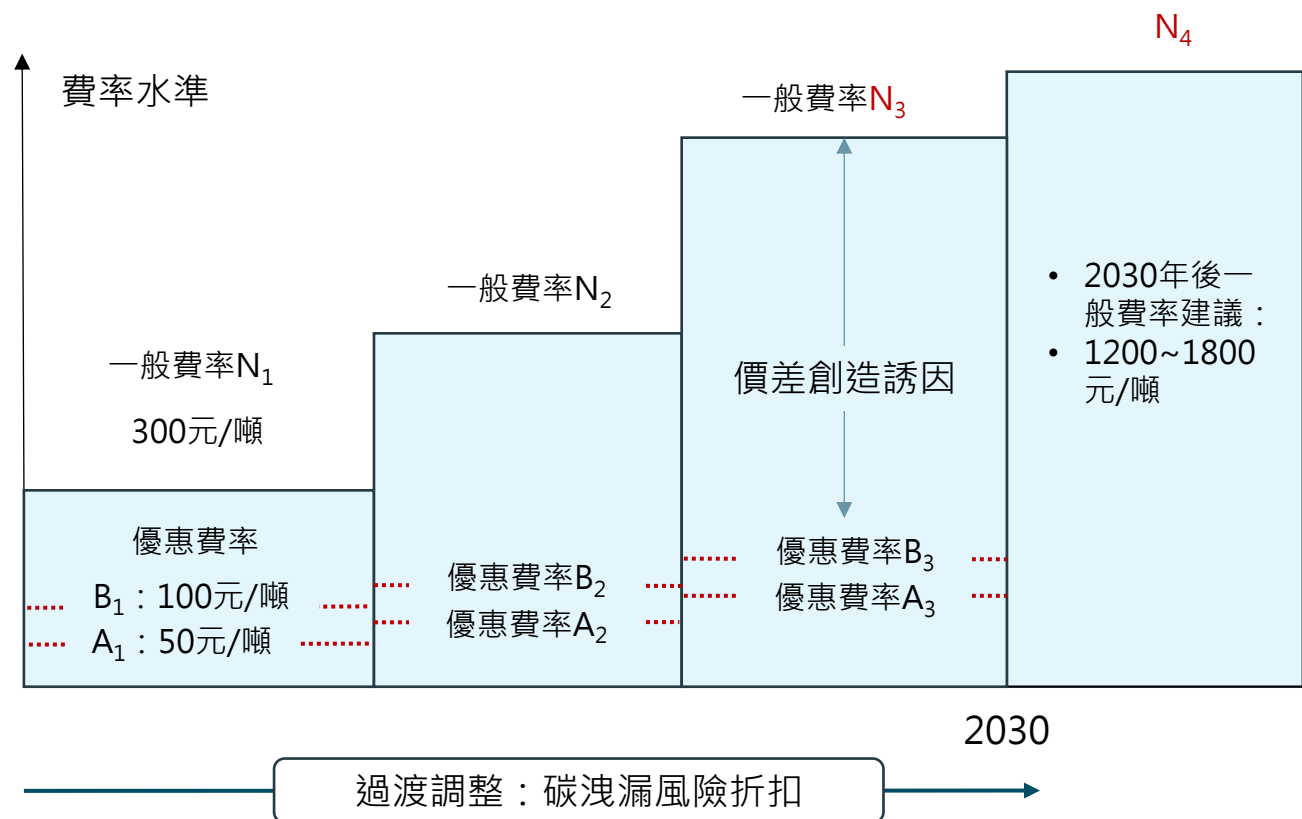 費率水準
一般費率N₁
300元/噸
優惠費率
B₁：100元/噸
A₁：50元/噸
一般費率N₂
優惠費率B₂
優惠費率A₂
一般費率N₃
價差創造誘因
優惠費率B₃
優惠費率A₃
N₄
• 2030年後一
般費率建議：
• 1200~1800
元/噸
2030
過渡調整：碳洩漏風險折扣